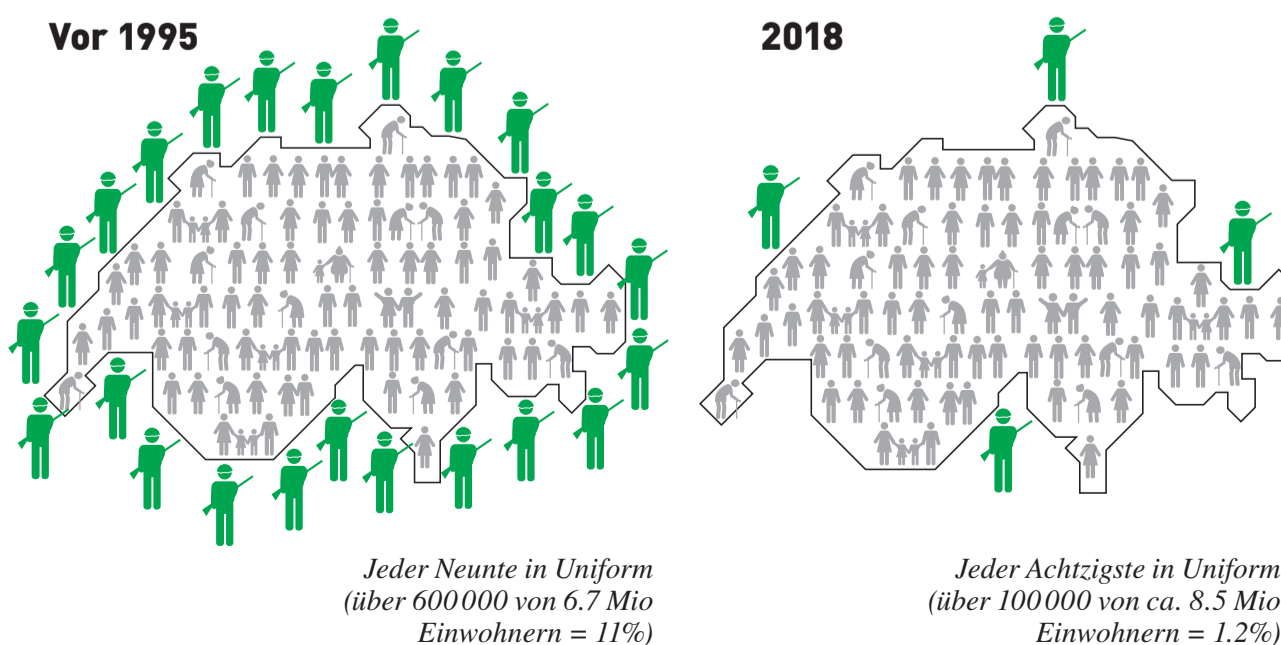 Vor 1995
Jeder Neunte in Uniform
(über 600 000 von 6.7 Mio
Einwohnern = 11%)
2018
Jeder Achtzigste in Uniform
(über 100 000 von ca. 8.5 Mio
Einwohnern = 1.2%)